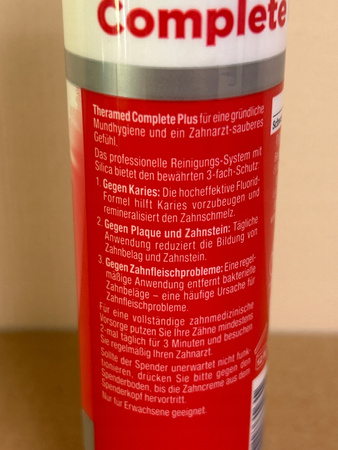 Complete
Theramed Complete Plus für eine gründliche
Mundhygiene und ein Zahnarzt-sauberes
Gefühl.
Das professionelle Reinigungs-System mit
Silica bietet den bewährten 3-fach-Schutz:
1. Gegen Karies: Die hocheffektive Fluorid-
Formel hilft Karies vorzubeugen und
remineralisiert den Zahnschmelz.
2. Gegen Plaque und Zahnstein: Tägliche
Anwendung reduziert die Bildung von
Zahnbelag und Zahnstein.
3. Gegen Zahnfleischprobleme: Eine regel-
mäßige Anwendung entfernt bakterielle
Zahnbeläge – eine häufige Ursache für
Zahnfleischprobleme.
Für eine vollständige zahnmedizinische
Vorsorge putzen Sie Ihre Zähne mindestens
2-mal täglich für 3 Minuten und besuchen
Sie regelmäßig Ihren Zahnarzt.
Sollte der Spender unerwartet nicht funk-
tionieren, drücken Sie bitte gegen den
Spenderboden, bis die Zahncreme aus dem
Spenderkopf hervortritt.
Nur für Erwachsene geeignet.